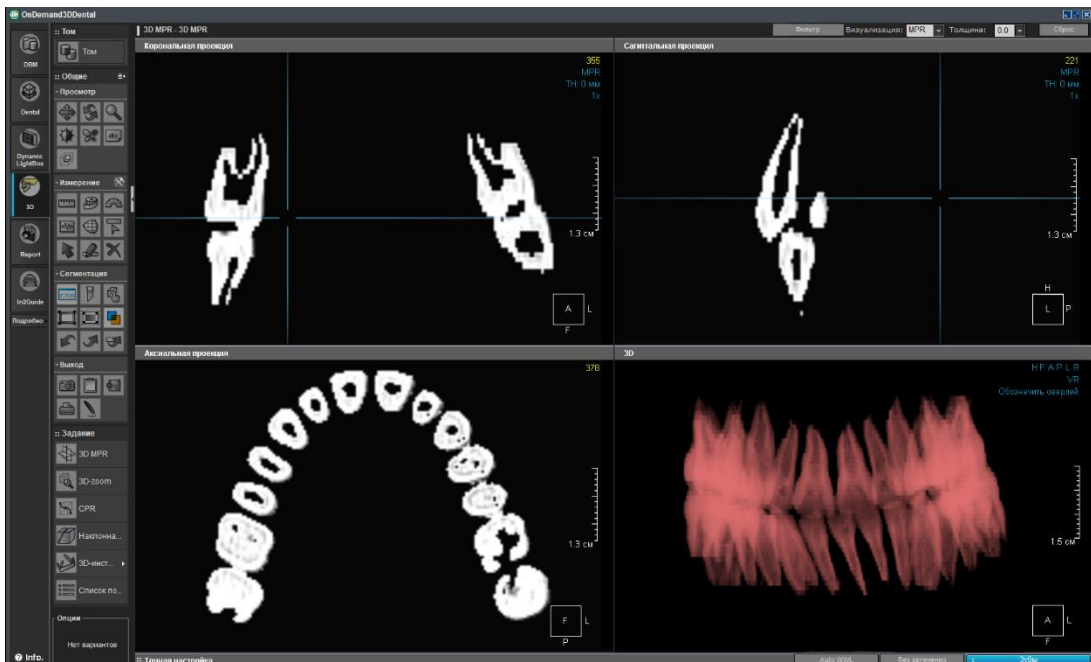 OnDemand3DDental
DBM
Dental
Dynamic LightBox
3D
Report
In2Guide
Подробно
Info.
:: Том
Том
:: Общие
- Просмотр
- Измерение
- Сегментация
- Выход
:: Задание
3D MPR
3D-zoom
CPR
Наклонна...
3D-инст...
Список по...
Опции
Нет вариантов
3D MPR - 3D MPR
Фильтр
Визуализация: MPR
Толщина: 0.0
Сброс
Корональная проекция
355
MPR
TH: 0 мм
1x
1.3 см
A
L
F
Сагиттальная проекция
221
MPR
TH: 0 мм
1x
1.3 см
H
L
P
Аксиальная проекция
378
1.3 см
F
L
P
3D
H F A P L R
VR
Обозначить оверлей
1.5 см
A
L
F
:: Точная настройка
Auto WWL
Без затенения
Зубы